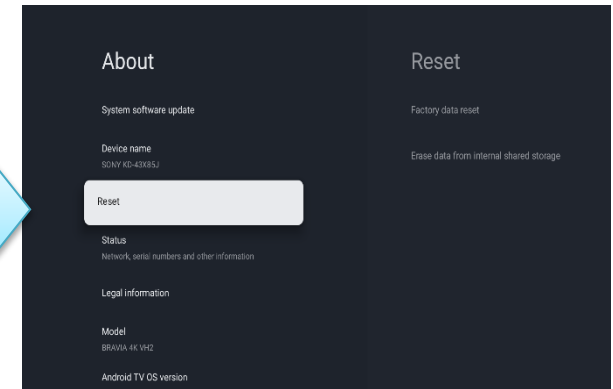 About
System software update
Device name
SONY KD-43X85J
Reset
Status
Network, serial numbers and other information
Legal information
Model
BRAVIA 4K VH2
Android TV OS version
Reset
Factory data reset
Erase data from internal shared storage